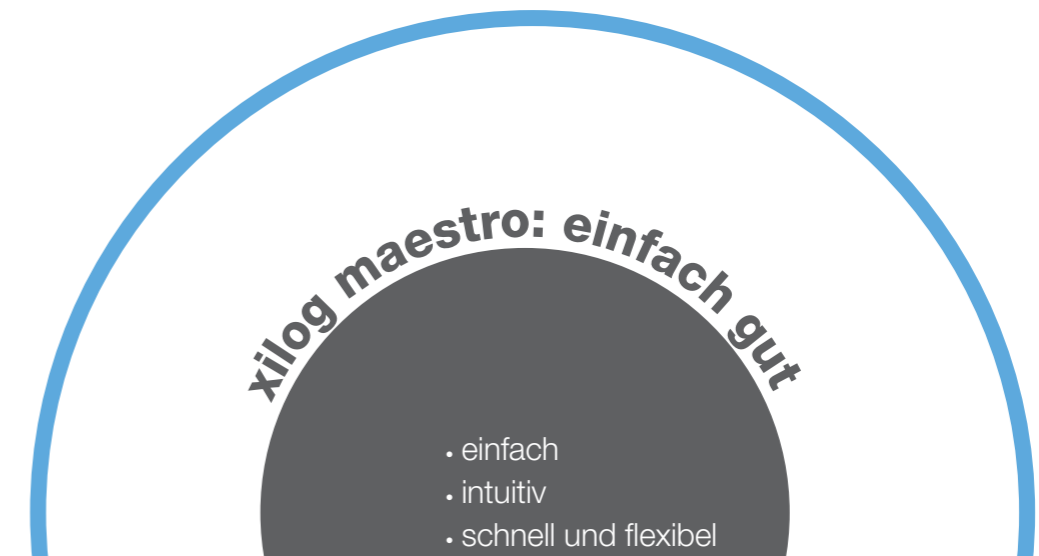 xilog maestro: einfach gut
• einfach
• intuitiv
• schnell und flexibel